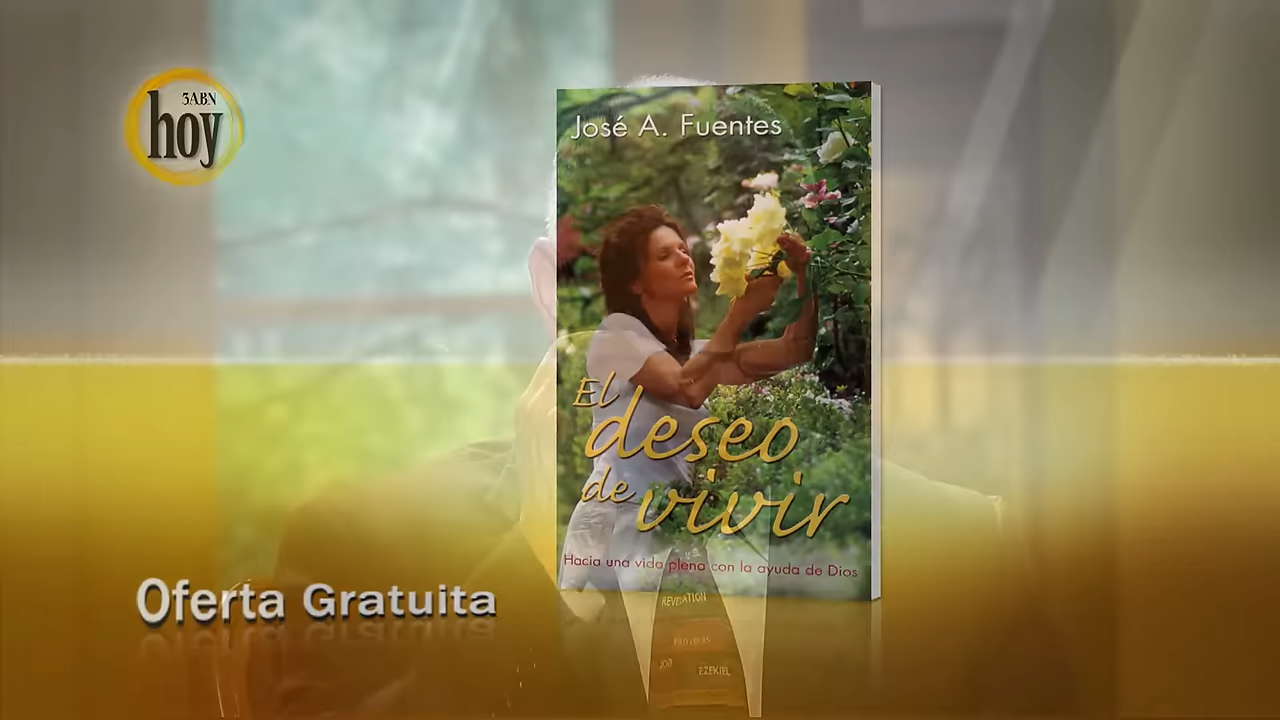 3ABN
hoy
José A. Fuentes
El
deseo
de vivir
Hacia una vida plena con la ayuda de Dios
Oferta Gratuita
REVELATION
JOB
EZEKIEL